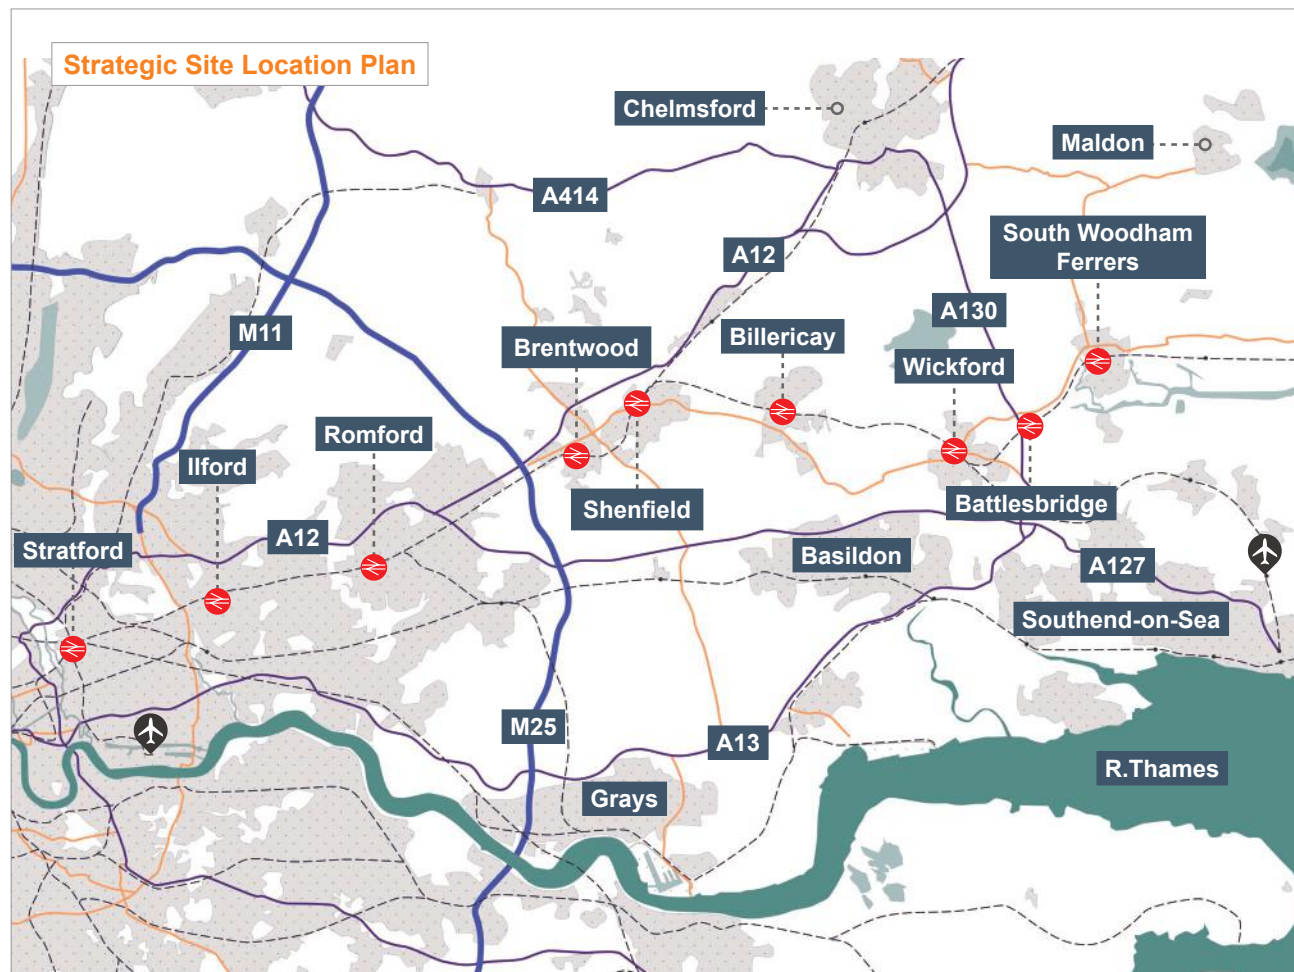 Strategic Site Location Plan
Chelmsford
Maldon
A414
South Woodham
Ferrers
A12
A130
M11
Brentwood
Billericay
Wickford
Romford
Ilford
Shenfield
Battlesbridge
A12
Stratford
Basildon
A127
Southend-on-Sea
M25
A13
R.Thames
Grays